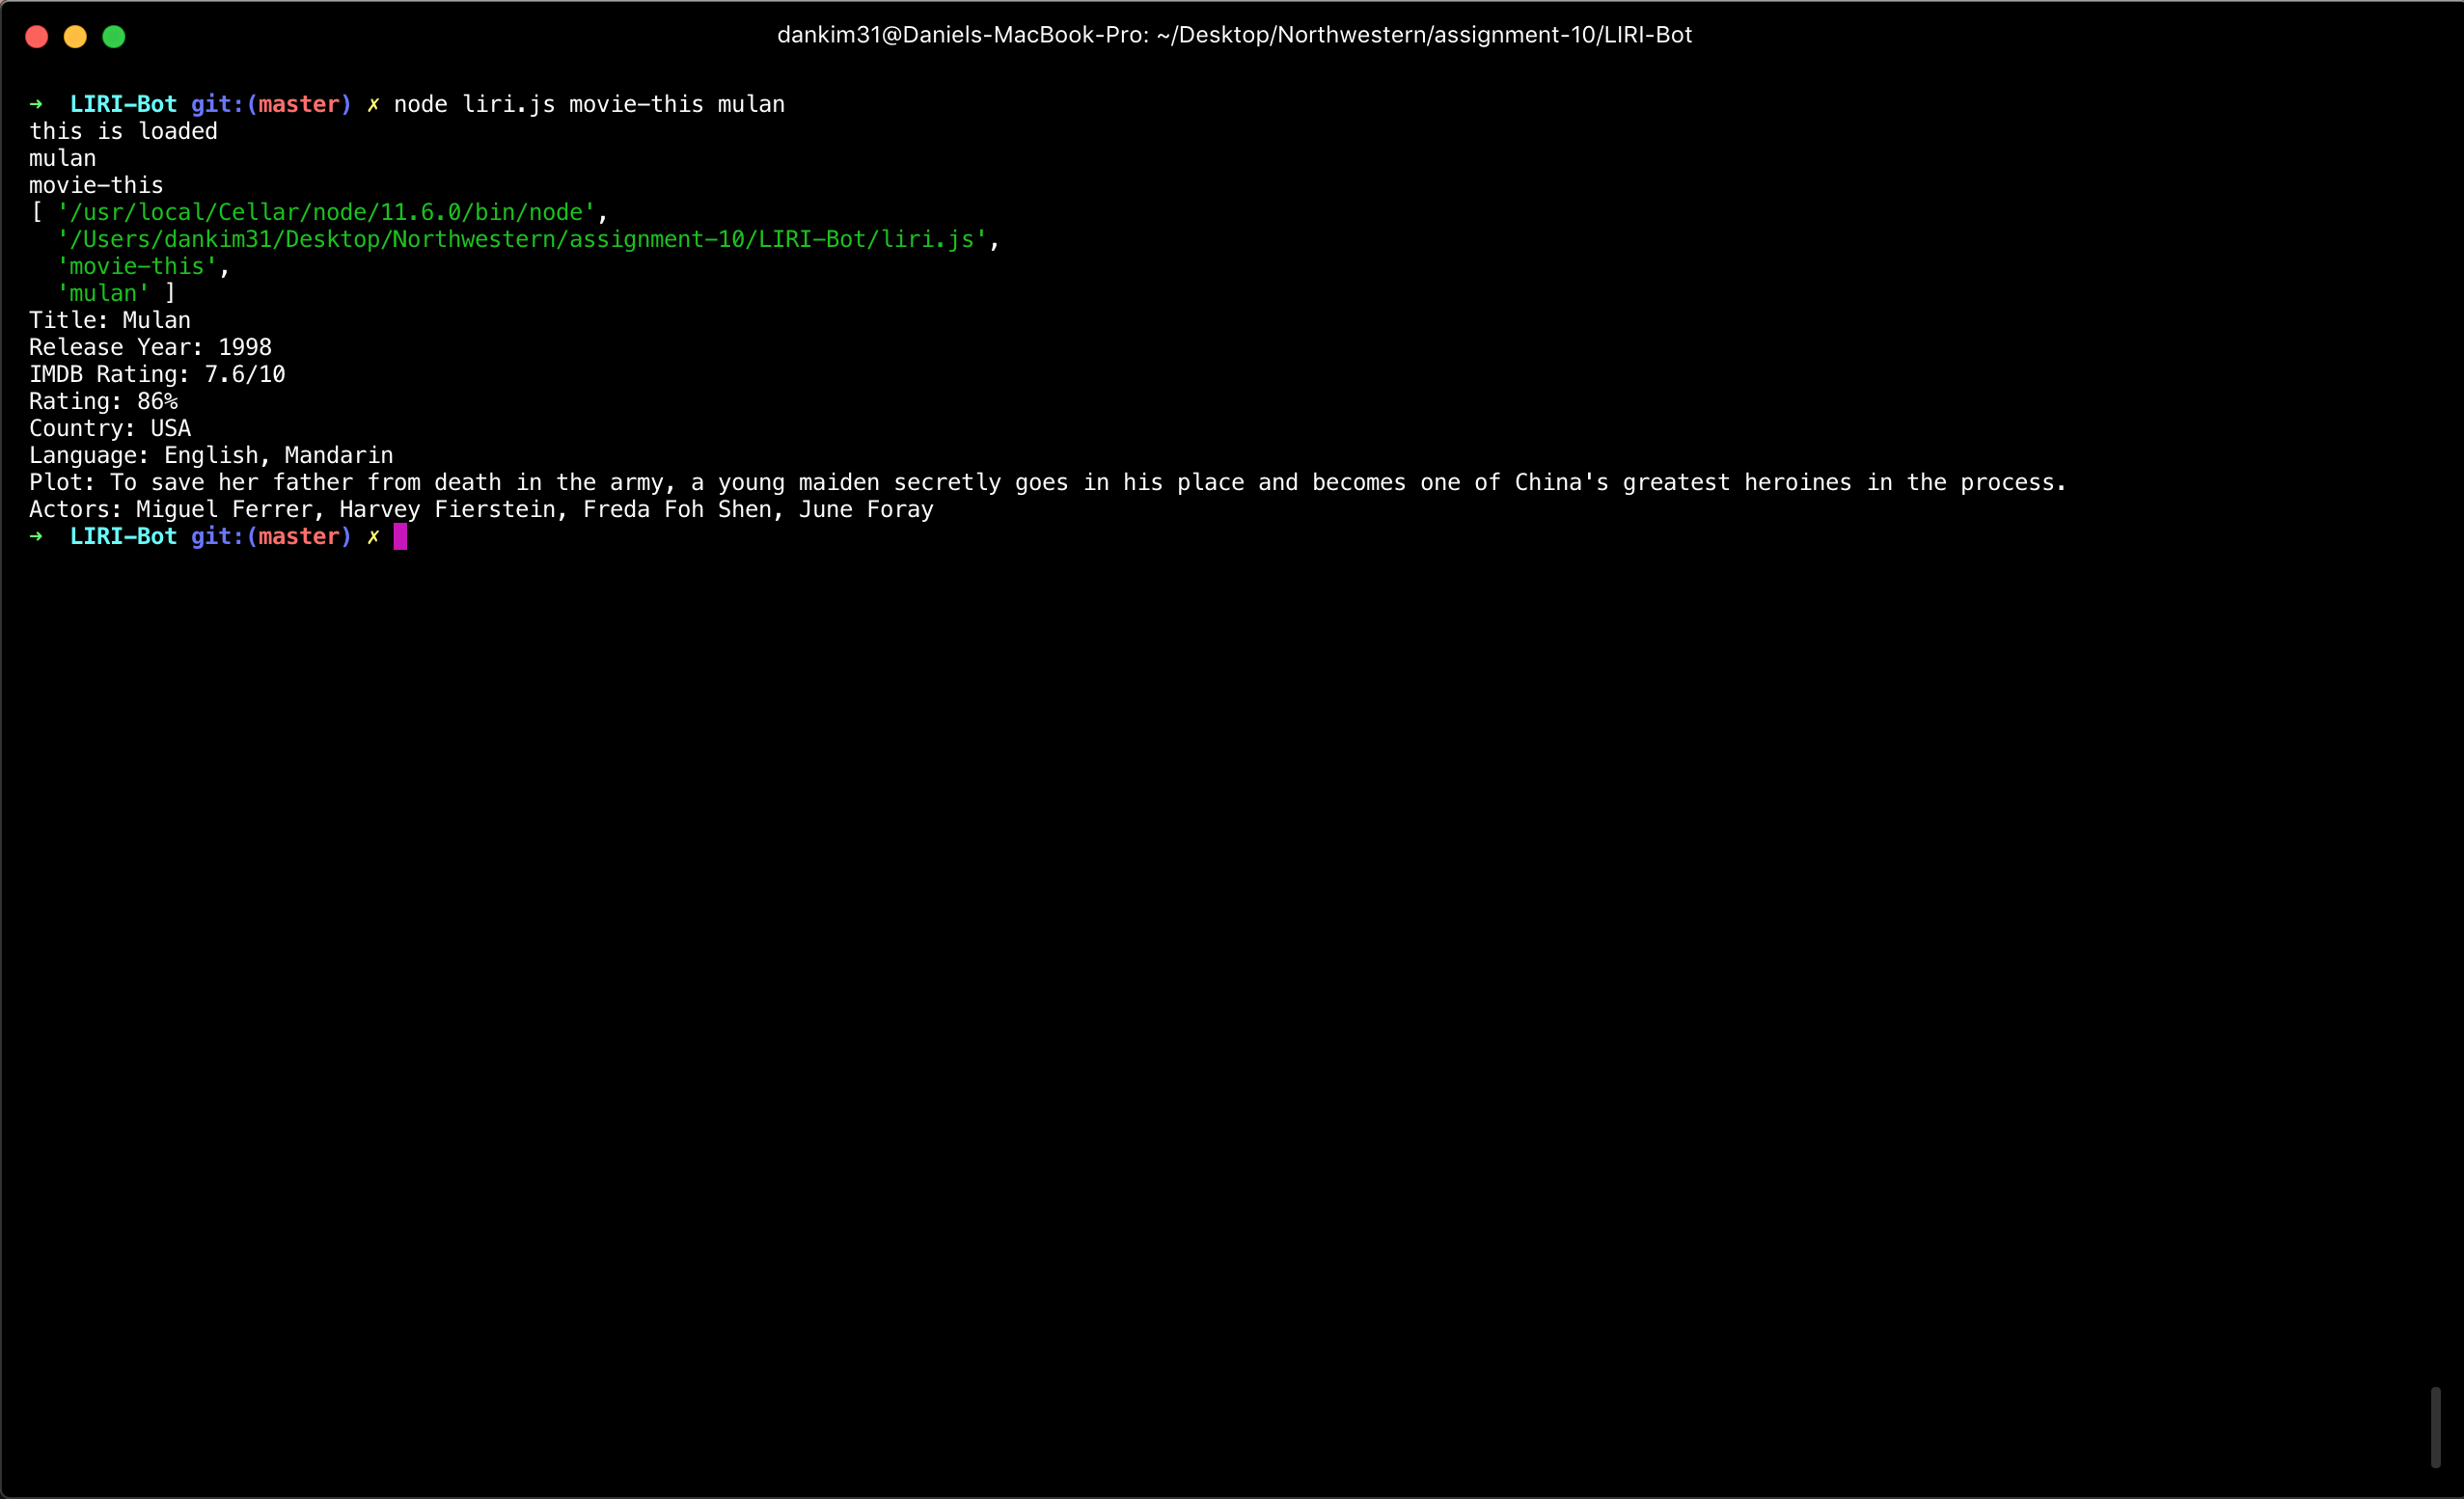 dankim31@Daniels-MacBook-Pro: ~/Desktop/Northwestern/assignment-10/LIRI-Bot
➜  LIRI-Bot git:(master) ✗ node liri.js movie-this mulan
this is loaded
mulan
movie-this
[ '/usr/local/Cellar/node/11.6.0/bin/node',
  '/Users/dankim31/Desktop/Northwestern/assignment-10/LIRI-Bot/liri.js',
  'movie-this',
  'mulan' ]
Title: Mulan
Release Year: 1998
IMDB Rating: 7.6/10
Rating: 86%
Country: USA
Language: English, Mandarin
Plot: To save her father from death in the army, a young maiden secretly goes in his place and becomes one of China's greatest heroines in the process.
Actors: Miguel Ferrer, Harvey Fierstein, Freda Foh Shen, June Foray
➜  LIRI-Bot git:(master) ✗